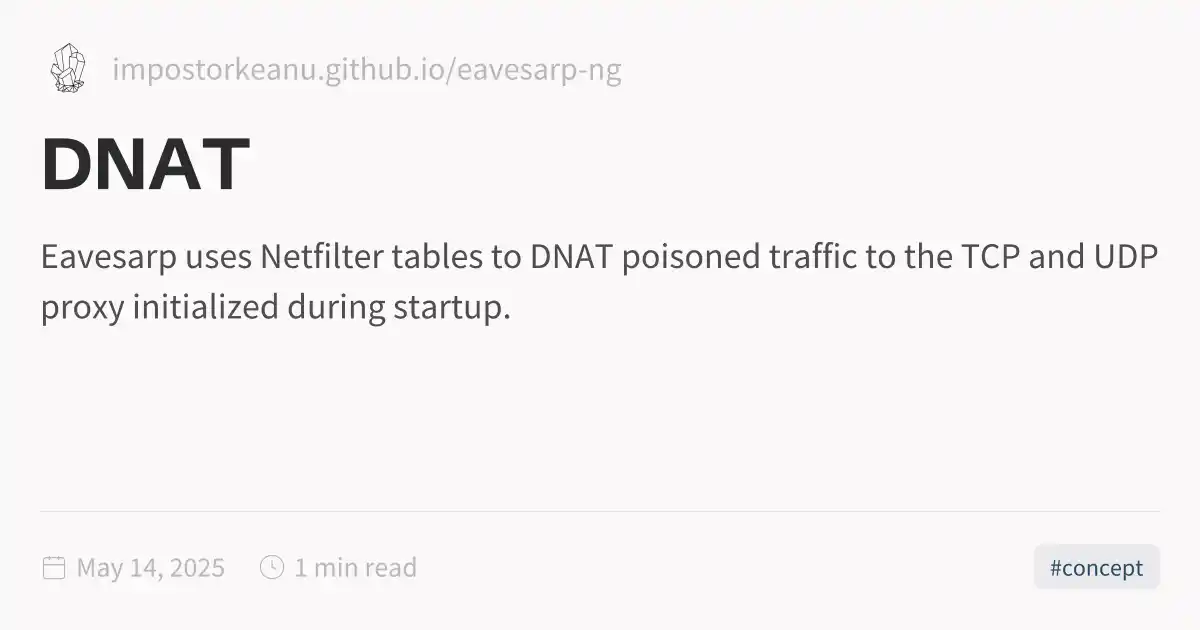 impostorkeanu.github.io/eavesarp-ng
DNAT
Eavesarp uses Netfilter tables to DNAT poisoned traffic to the TCP and UDP
proxy initialized during startup.
May 14, 2025 1 min read #concept